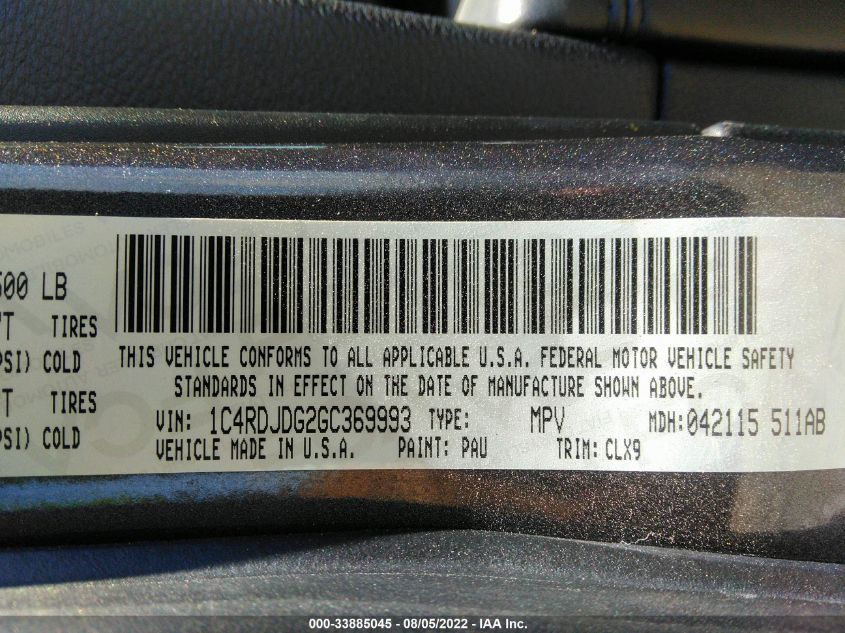 LB
TIRES
COLD
TIRES
COLD
THIS VEHICLE CONFORMS TO ALL APPLICABLE U.S.A. FEDERAL MOTOR VEHICLE SAFETY
STANDARDS IN EFFECT ON THE DATE OF MANUFACTURE SHOWN ABOVE.
VIN: 1C4RDJDG2GC369993 TYPE: MPV MDH:042115 511AB
VEHICLE MADE IN U.S.A. PAINT: PAU TRIM: CLX9
000-33885045 - 08/05/2022 - IAA Inc.